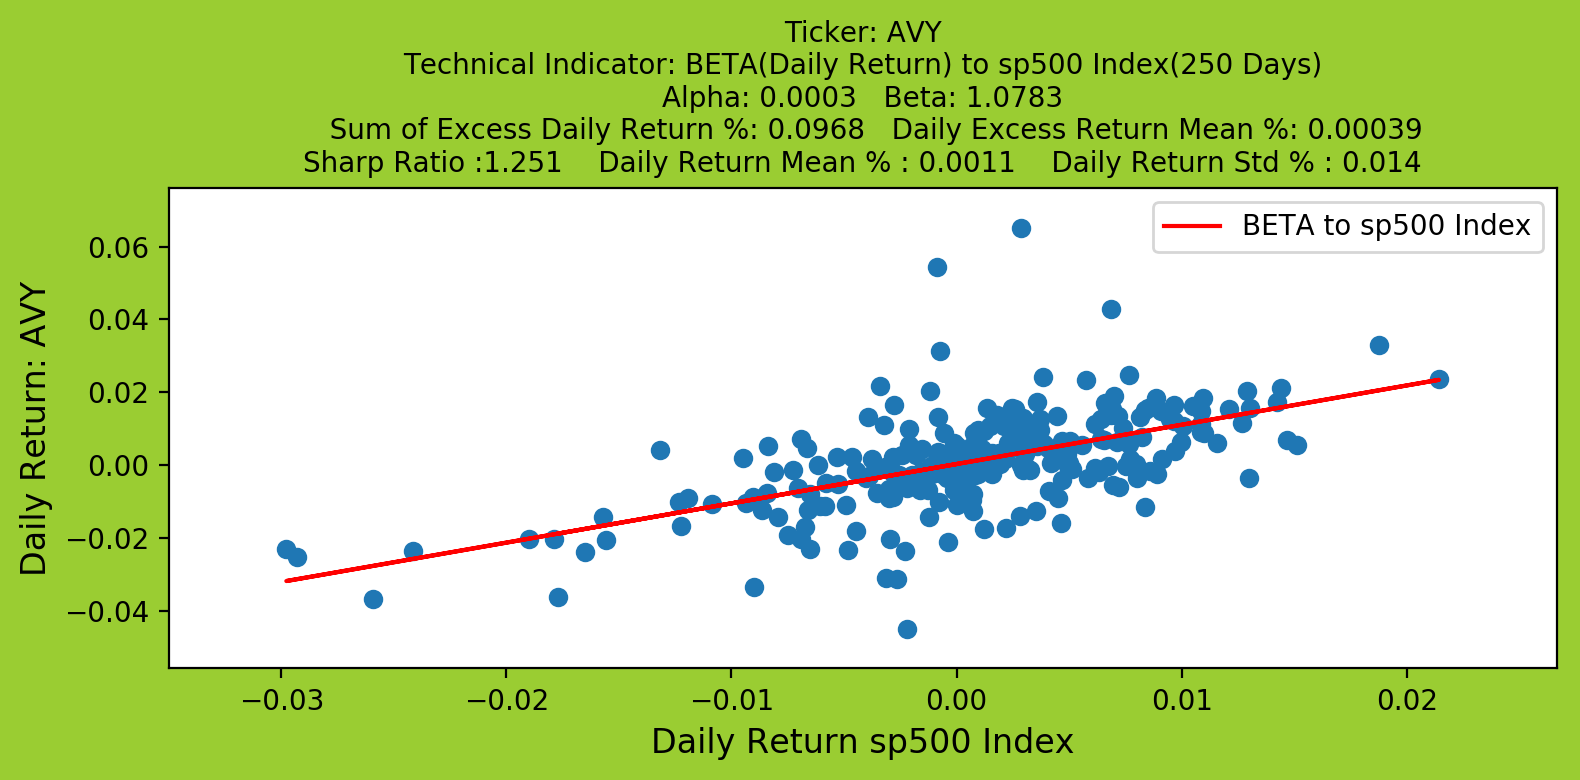 Ticker: AVY
Technical Indicator: BETA(Daily Return) to sp500 Index(250 Days)
Alpha: 0.0003   Beta: 1.0783
Sum of Excess Daily Return %: 0.0968   Daily Excess Return Mean %: 0.00039
Sharp Ratio :1.251    Daily Return Mean % : 0.0011    Daily Return Std % : 0.014
BETA to sp500 Index
Daily Return: AVY
0.06
0.04
0.02
0.00
−0.02
−0.04
−0.03 −0.02 −0.01 0.00 0.01 0.02
Daily Return sp500 Index